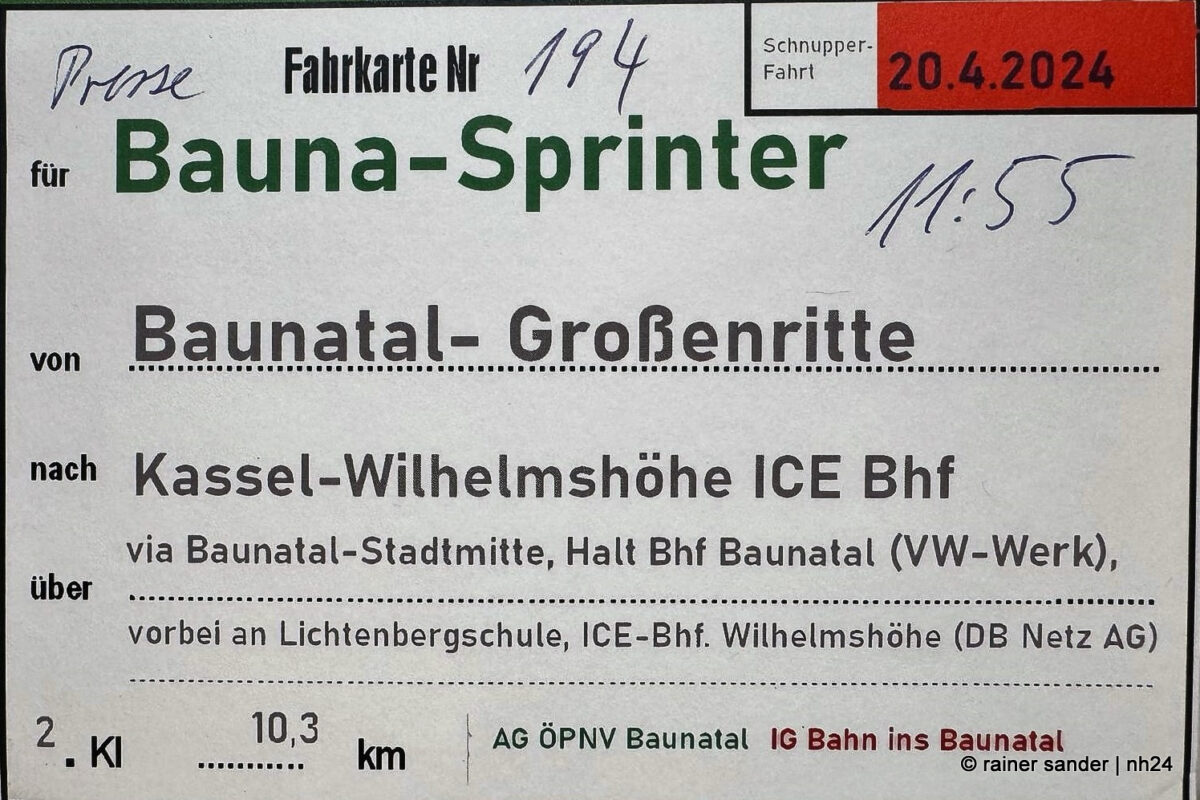 Presse Fahrkarte Nr 194
Schnupper-
Fahrt
20.4.2024
für Bauna-Sprinter
11:55
von Baunatal- Großenritte
nach Kassel-Wilhelmshöhe ICE Bhf
via Baunatal-Stadtmitte, Halt Bhf Baunatal (VW-Werk),
über
vorbei an Lichtenbergschule, ICE-Bhf. Wilhelmshöhe (DB Netz AG)
2. Kl 10,3 km
AG ÖPNV Baunatal IG Bahn ins Baunatal
© rainer sander | nh24